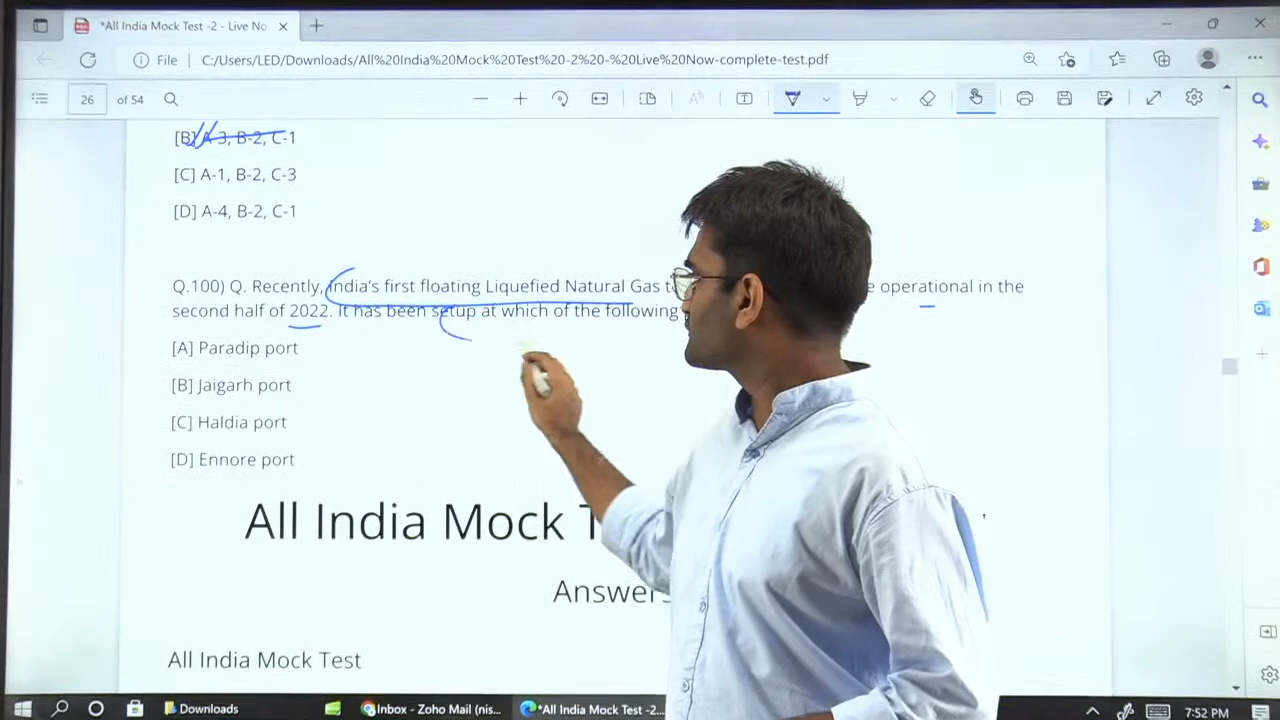 *All India Mock Test -2 - Live No
File
C:/Users/LED/Downloads/All%20India%20Mock%20Test%20-2%20-%20Live%20Now-complete-test.pdf
26 of 54
[B] A-3, B-2, C-1
[C] A-1, B-2, C-3
[D] A-4, B-2, C-1
Q.100) Q. Recently, India's first floating Liquefied Natural Gas operational in the
second half of 2022. It has been setup at which of the following
[A] Paradip port
[B] Jaigarh port
[C] Haldia port
[D] Ennore port
All India Mock
Answers
All India Mock Test
Downloads
Inbox - Zoho Mail (nis...
*All India Mock Test -2...
7:52 PM